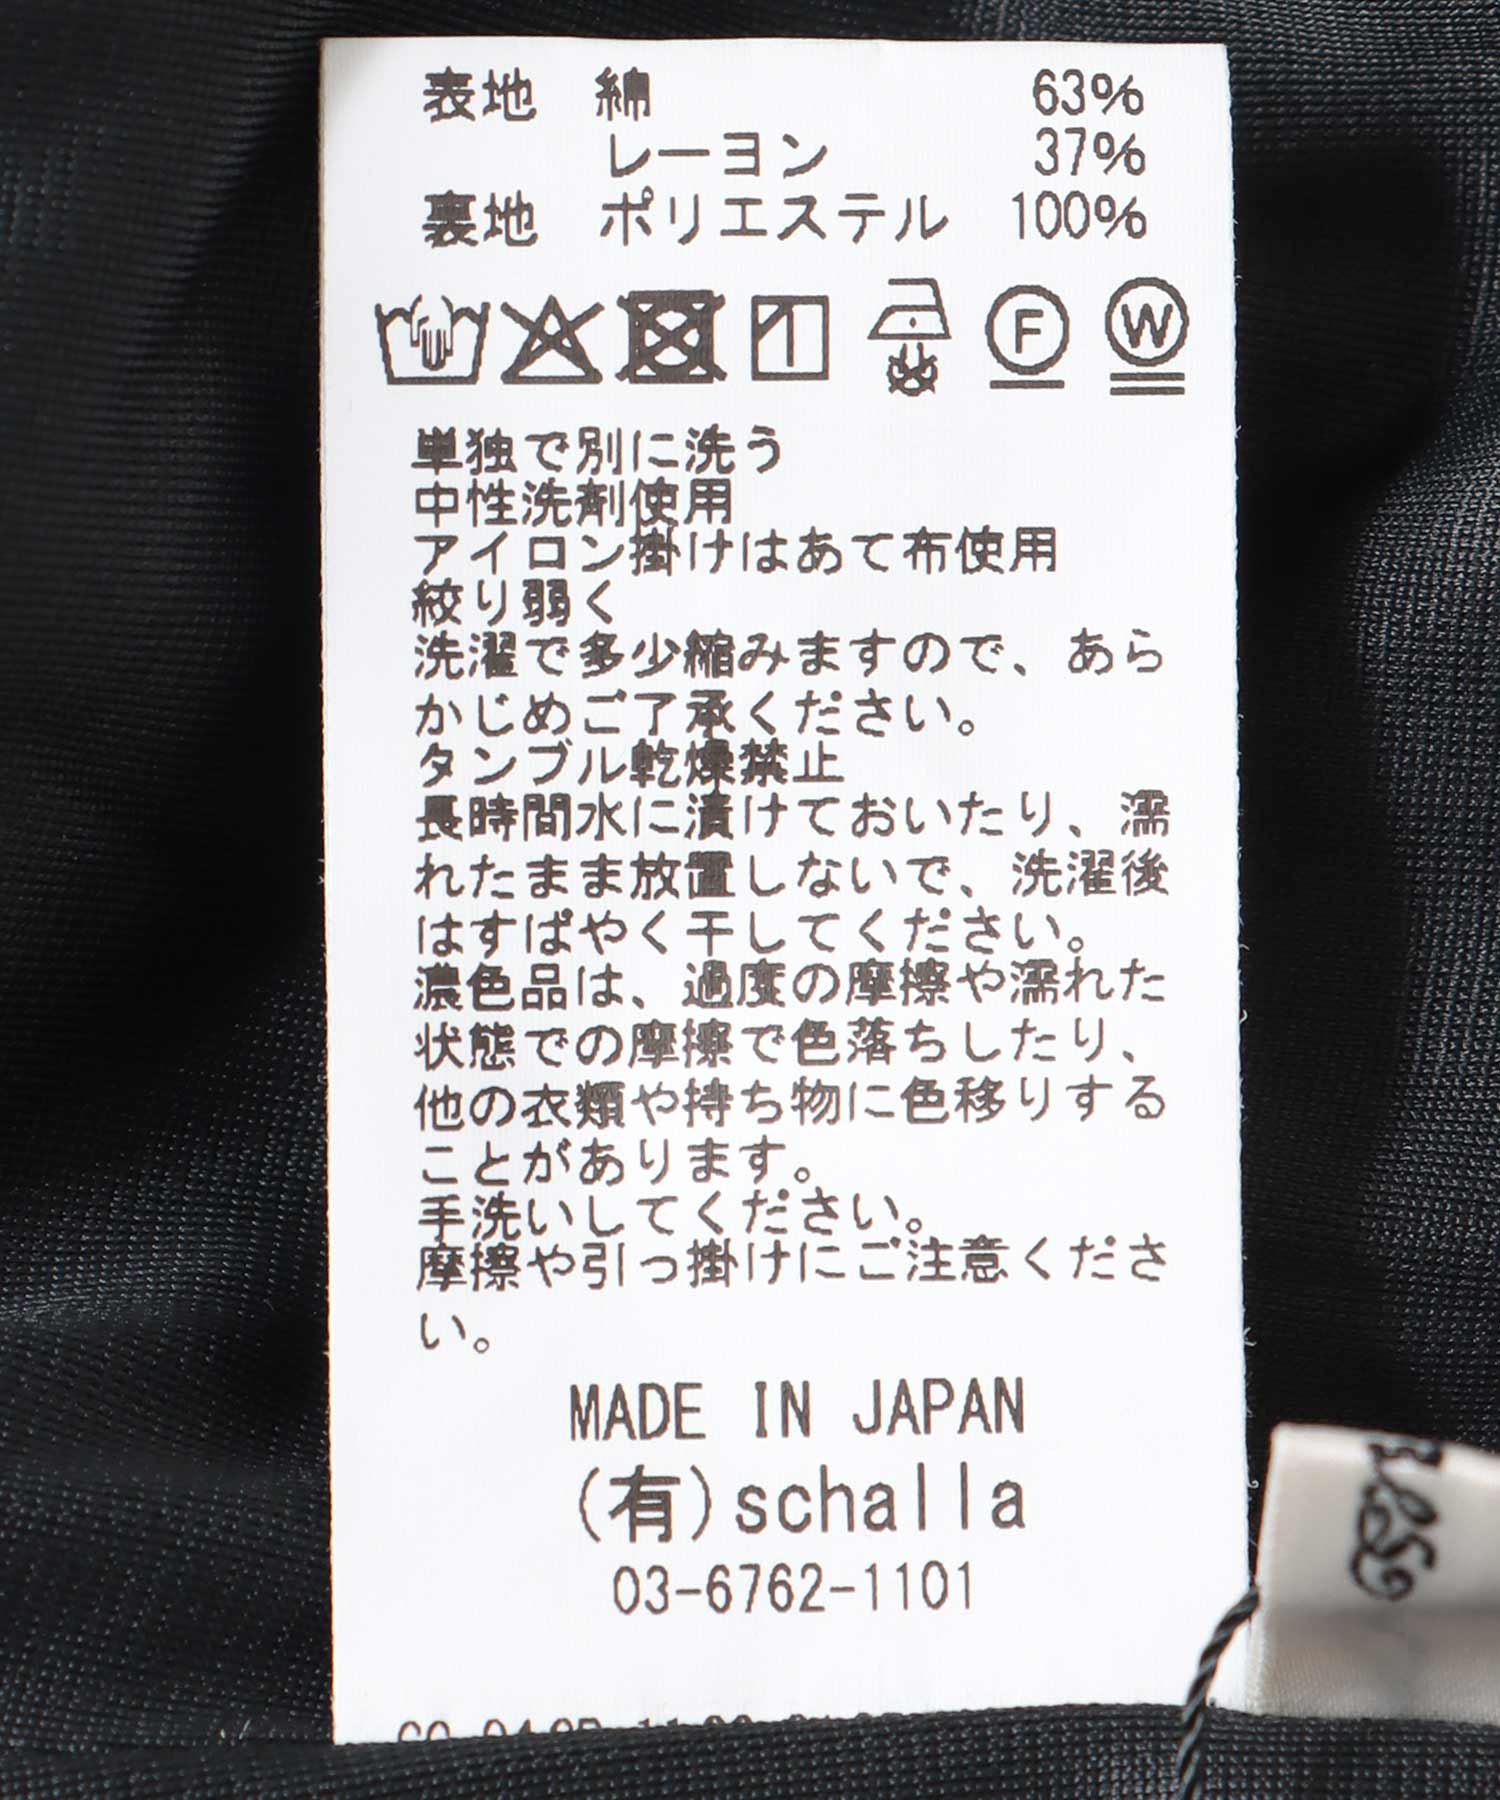 表地 綿 63%
レーヨン 37%
裏地 ポリエステル 100%
1 F W
単独で別に洗う
中性洗剤使用
アイロン掛けはあて布使用
絞り弱く
洗濯で多少縮みますので、あら
かじめご了承ください。
タンブル乾燥禁止
長時間水に漬けておいたり、濡
れたまま放置しないで、洗濯後
はすばやく干してください。
濃色品は、過度の摩擦や濡れた
状態での摩擦で色落ちしたり、
他の衣類や持ち物に色移りする
ことがあります。
手洗いしてください。
摩擦や引っ掛けにご注意くださ
い。
MADE IN JAPAN
(有)schalla
03-6762-1101